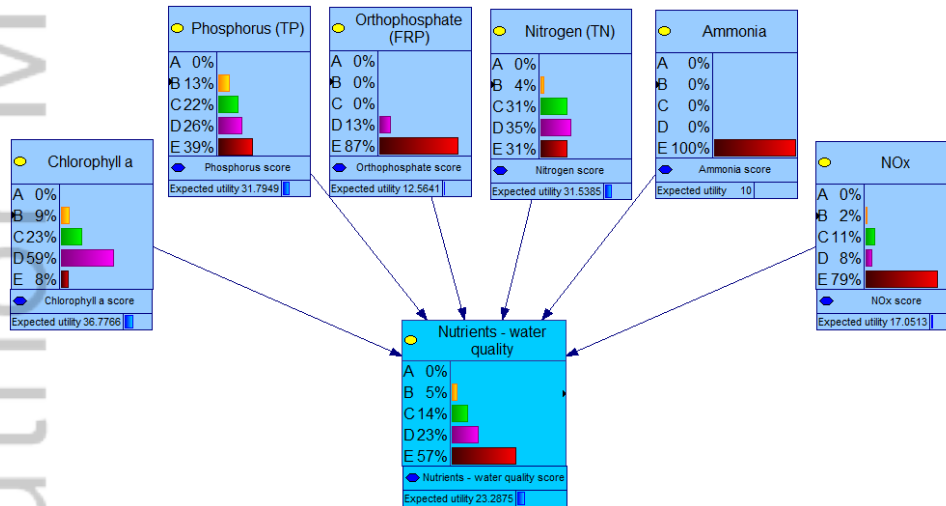 Phosphorus (TP)
A 0%
B 13%
C 22%
D 26%
E 39%
Phosphorus score
Expected utility 31.7949
Orthophosphate
(FRP)
A 0%
B 0%
C 0%
D 13%
E 87%
Orthophosphate score
Expected utility 12.5641
Nitrogen (TN)
A 0%
B 4%
C 31%
D 35%
E 31%
Nitrogen score
Expected utility 31.5385
Ammonia
A 0%
B 0%
C 0%
D 0%
E 100%
Ammonia score
Expected utility 10
Chlorophyll a
A 0%
B 9%
C 23%
D 59%
E 8%
Chlorophyll a score
Expected utility 36.7766
NOx
A 0%
B 2%
C 11%
D 8%
E 79%
NOx score
Expected utility 17.0513
Nutrients - water
quality
A 0%
B 5%
C 14%
D 23%
E 57%
Nutrients - water quality score
Expected utility 23.2875